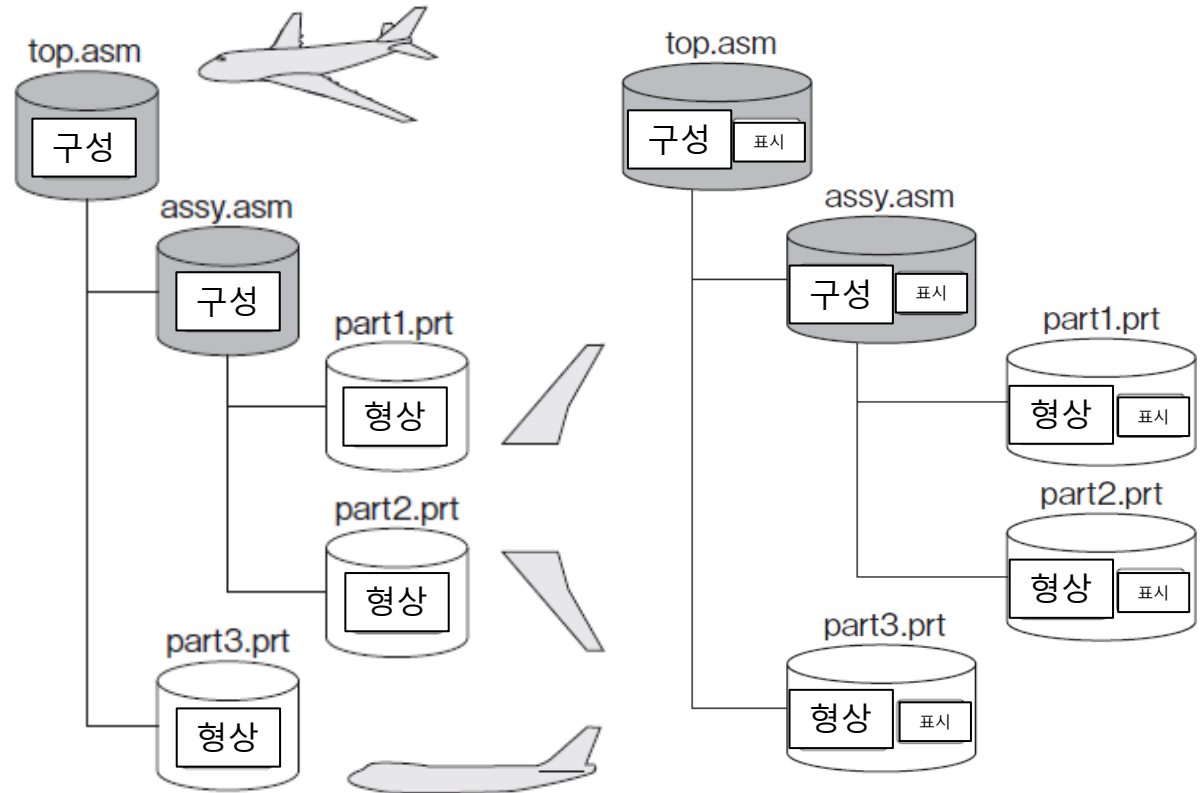 top.asm
구성
assy.asm
구성
part1.prt
형상
part2.prt
형상
part3.prt
형상
top.asm
구성 표시
assy.asm
구성 표시
part1.prt
형상 표시
part2.prt
형상 표시
part3.prt
형상 표시